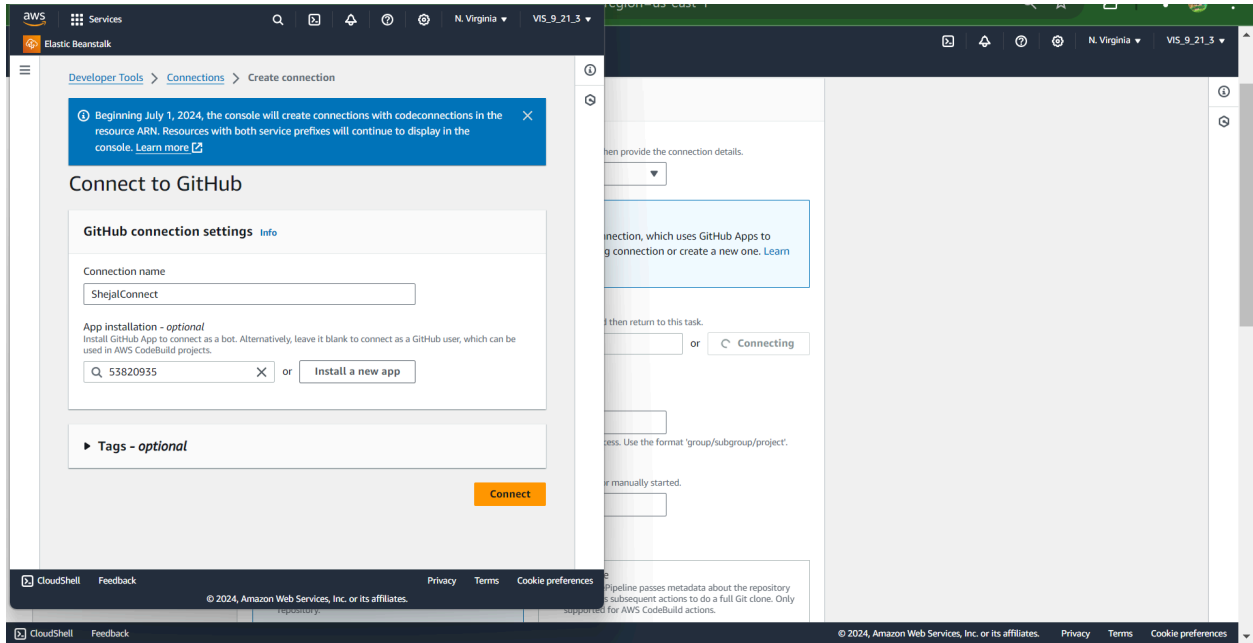 region=us-east-1
aws Services N. Virginia VIS_9_21_3
Elastic Beanstalk
Developer Tools > Connections > Create connection
Beginning July 1, 2024, the console will create connections with codeconnections in the
resource ARN. Resources with both service prefixes will continue to display in the
console. Learn more
Connect to GitHub
GitHub connection settings Info
Connection name
ShejalConnect
App installation - optional
Install GitHub App to connect as a bot. Alternatively, leave it blank to connect as a GitHub user, which can be
used in AWS CodeBuild projects.
53820935 or Install a new app
Tags - optional
Connect
CloudShell Feedback Privacy Terms Cookie preferences
© 2024, Amazon Web Services, Inc. or its affiliates.
N. Virginia VIS_9_21_3
then provide the connection details.
connection, which uses GitHub Apps to
connection or create a new one. Learn
then return to this task.
or Connecting
Use the format 'group/subgroup/project'.
or manually started.
Pipeline passes metadata about the repository
subsequent actions to do a full Git clone. Only
repository. supported for AWS CodeBuild actions.
CloudShell Feedback © 2024, Amazon Web Services, Inc. or its affiliates. Privacy Terms Cookie preferences